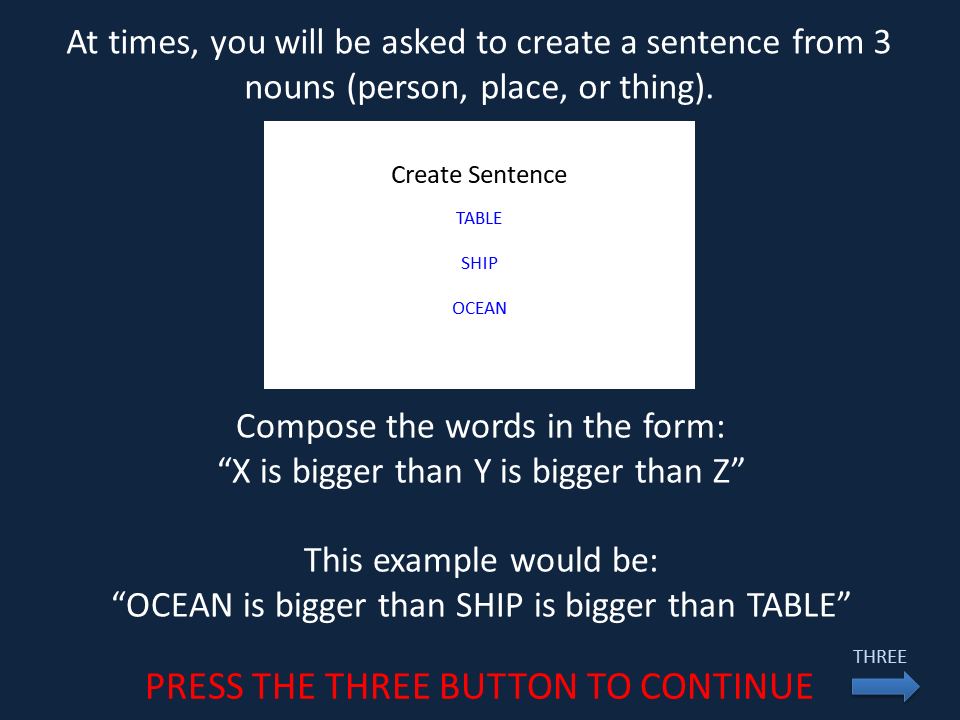 At times, you will be asked to create a sentence from 3
nouns (person, place, or thing).
Create Sentence
TABLE
SHIP
OCEAN
Compose the words in the form:
“X is bigger than Y is bigger than Z”
This example would be:
“OCEAN is bigger than SHIP is bigger than TABLE”
THREE
PRESS THE THREE BUTTON TO CONTINUE